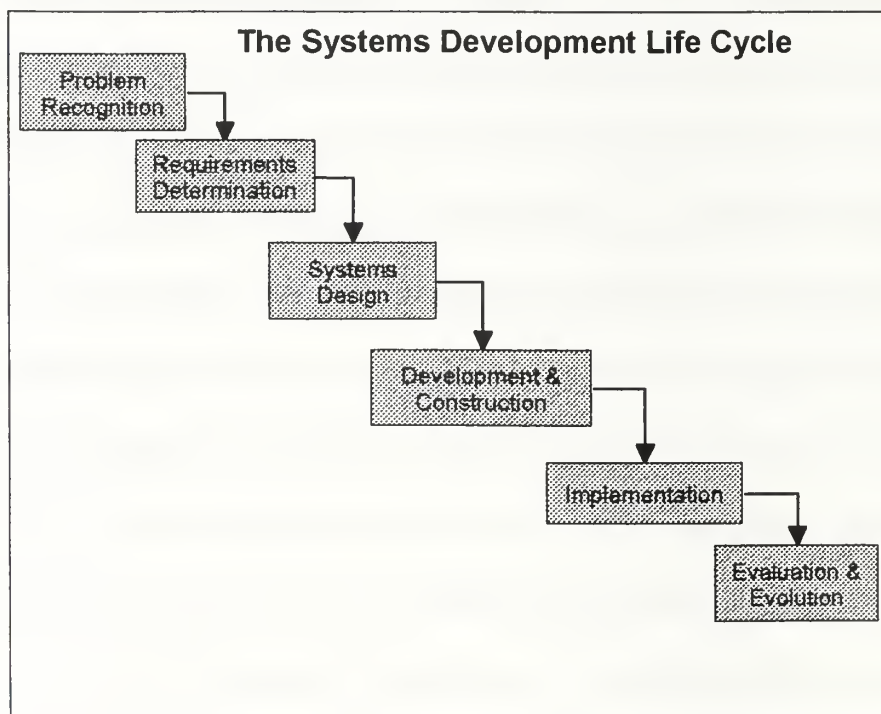 The Systems Development Life Cycle
Problem
Recognition
Requirements
Determination
Systems
Design
Development &
Construction
Implementation
Evaluation &
Evolution